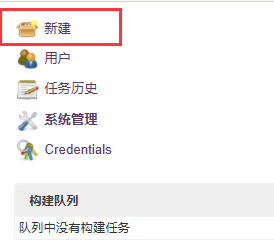 新建
用户
任务历史
系统管理
Credentials
构建队列
队列中没有构建任务